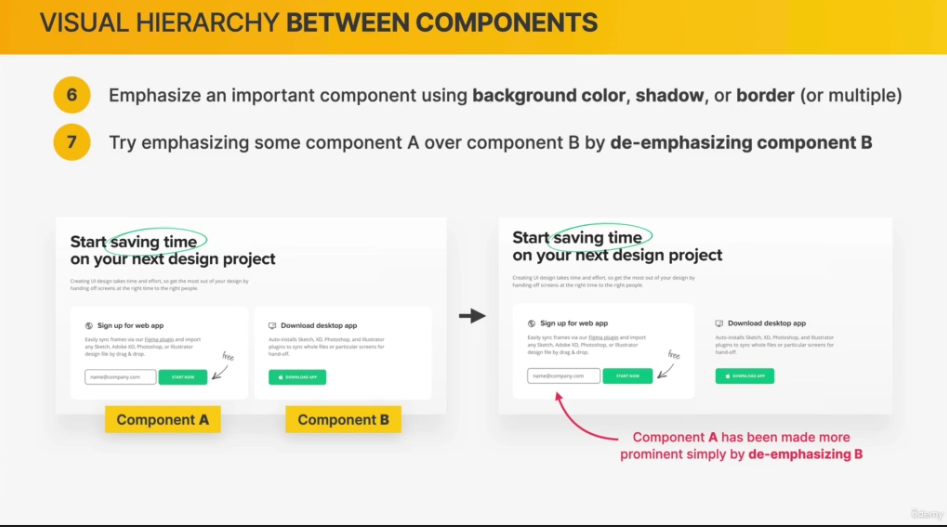 VISUAL HIERARCHY BETWEEN COMPONENTS
6 Emphasize an important component using background color, shadow, or border (or multiple)
7 Try emphasizing some component A over component B by de-emphasizing component B
Start saving time
on your next design project
Creating UI design takes time and effort, so get the most out of your design by
handing off screens at the right time to the right people.
Sign up for web app
Easily sync frames via our Figma plugin and import
any Sketch, Adobe XD, Photoshop, or Illustrator
design file by drag & drop.
free
name@company.com
START NOW
Download desktop app
Auto-installs Sketch, XD, Photoshop, and Illustrator
plugins to sync whole files or particular screens for
hand-off.
DOWNLOAD APP
Component A
Component B
Start saving time
on your next design project
Creating UI design takes time and effort, so get the most out of your design by
handing off screens at the right time to the right people.
Sign up for web app
Easily sync frames via our Figma plugin and import
any Sketch, Adobe XD, Photoshop, or Illustrator
design file by drag & drop.
free
name@company.com
START NOW
Download desktop app
Auto-installs Sketch, XD, Photoshop, and Illustrator
plugins to sync whole files or particular screens for
hand-off.
DOWNLOAD APP
Component A has been made more
prominent simply by de-emphasizing B
Udemy